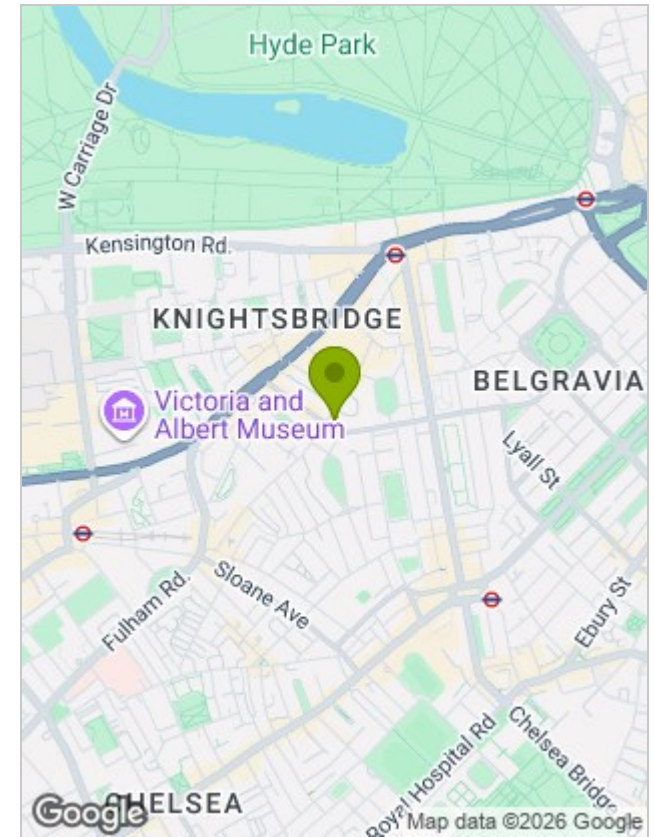 Hyde Park
W Carriage Dr
Kensington Rd.
KNIGHTSBRIDGE
BELGRAVIA
Victoria and
Albert Museum
Lyall St
Sloane Ave
Fulham Rd.
Ebury St
Royal Hospital Rd
Chelsea Bridge
CHELSEA
Google
Map data ©2026 Google